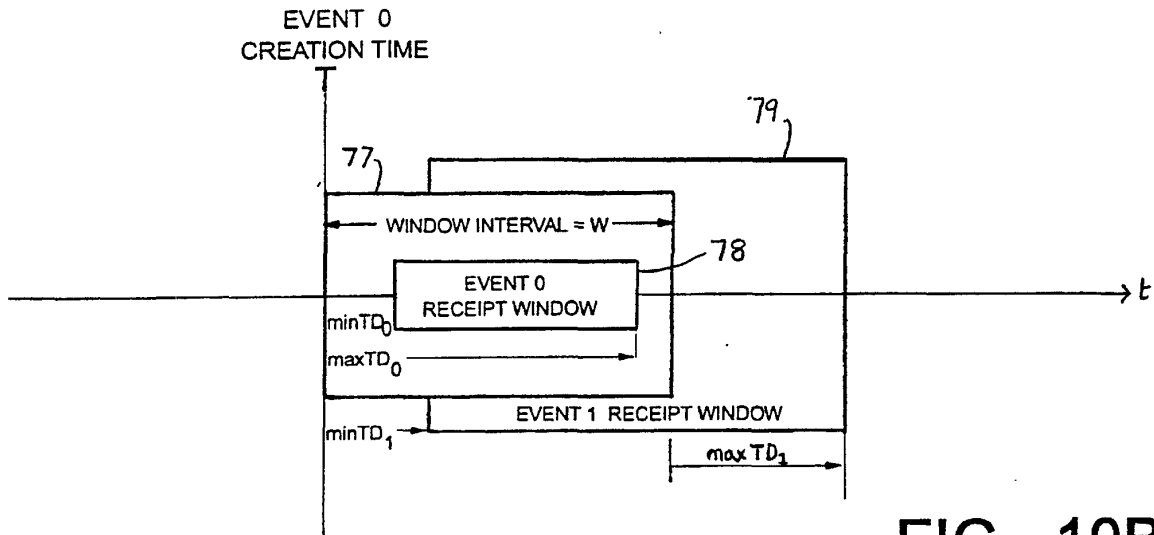 EVENT 0
CREATION TIME
79
77
WINDOW INTERVAL = W
78
EVENT 0
RECEIPT WINDOW
t
minTD0
maxTD0
EVENT 1 RECEIPT WINDOW
minTD1
maxTD1